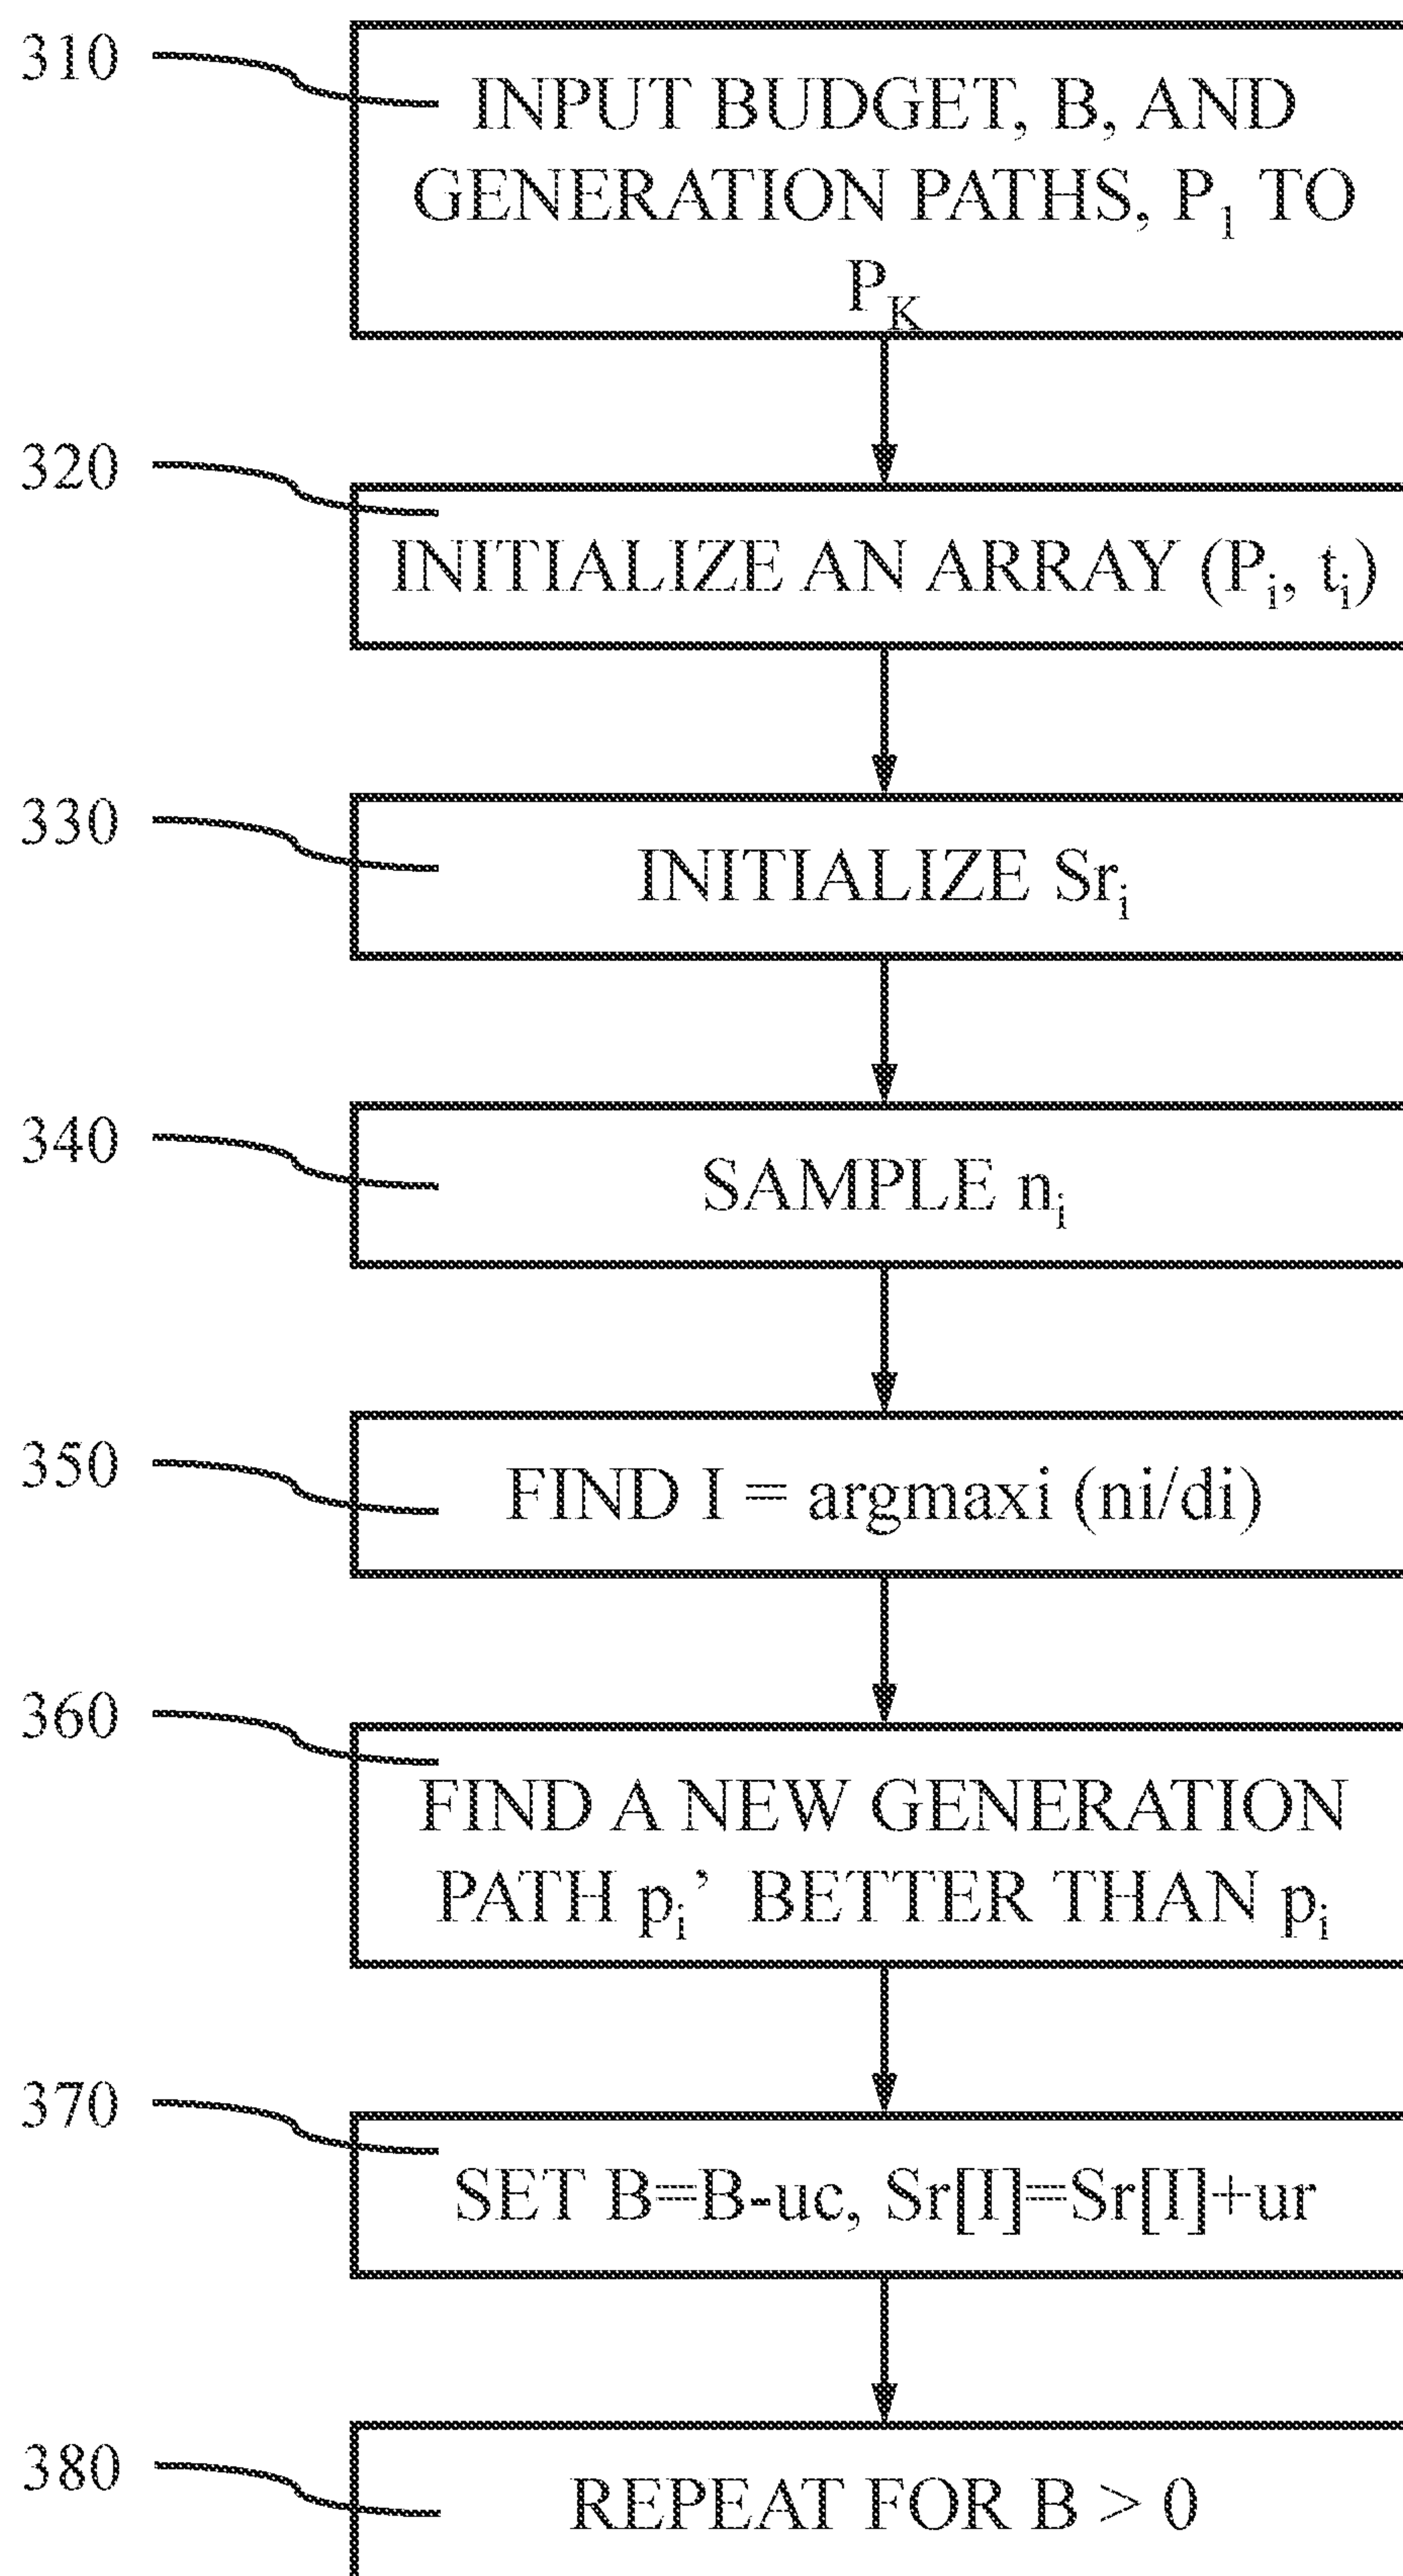 310
INPUT BUDGET, B, AND
GENERATION PATHS, P₁ TO
P_K
320
INITIALIZE AN ARRAY (Pᵢ, tᵢ)
330
INITIALIZE Srᵢ
340
SAMPLE nᵢ
350
FIND I = argmaxi (ni/di)
360
FIND A NEW GENERATION
PATH pᵢ’ BETTER THAN pᵢ
370
SET B=B-uc, Sr[I]=Sr[I]+ur
380
REPEAT FOR B > 0